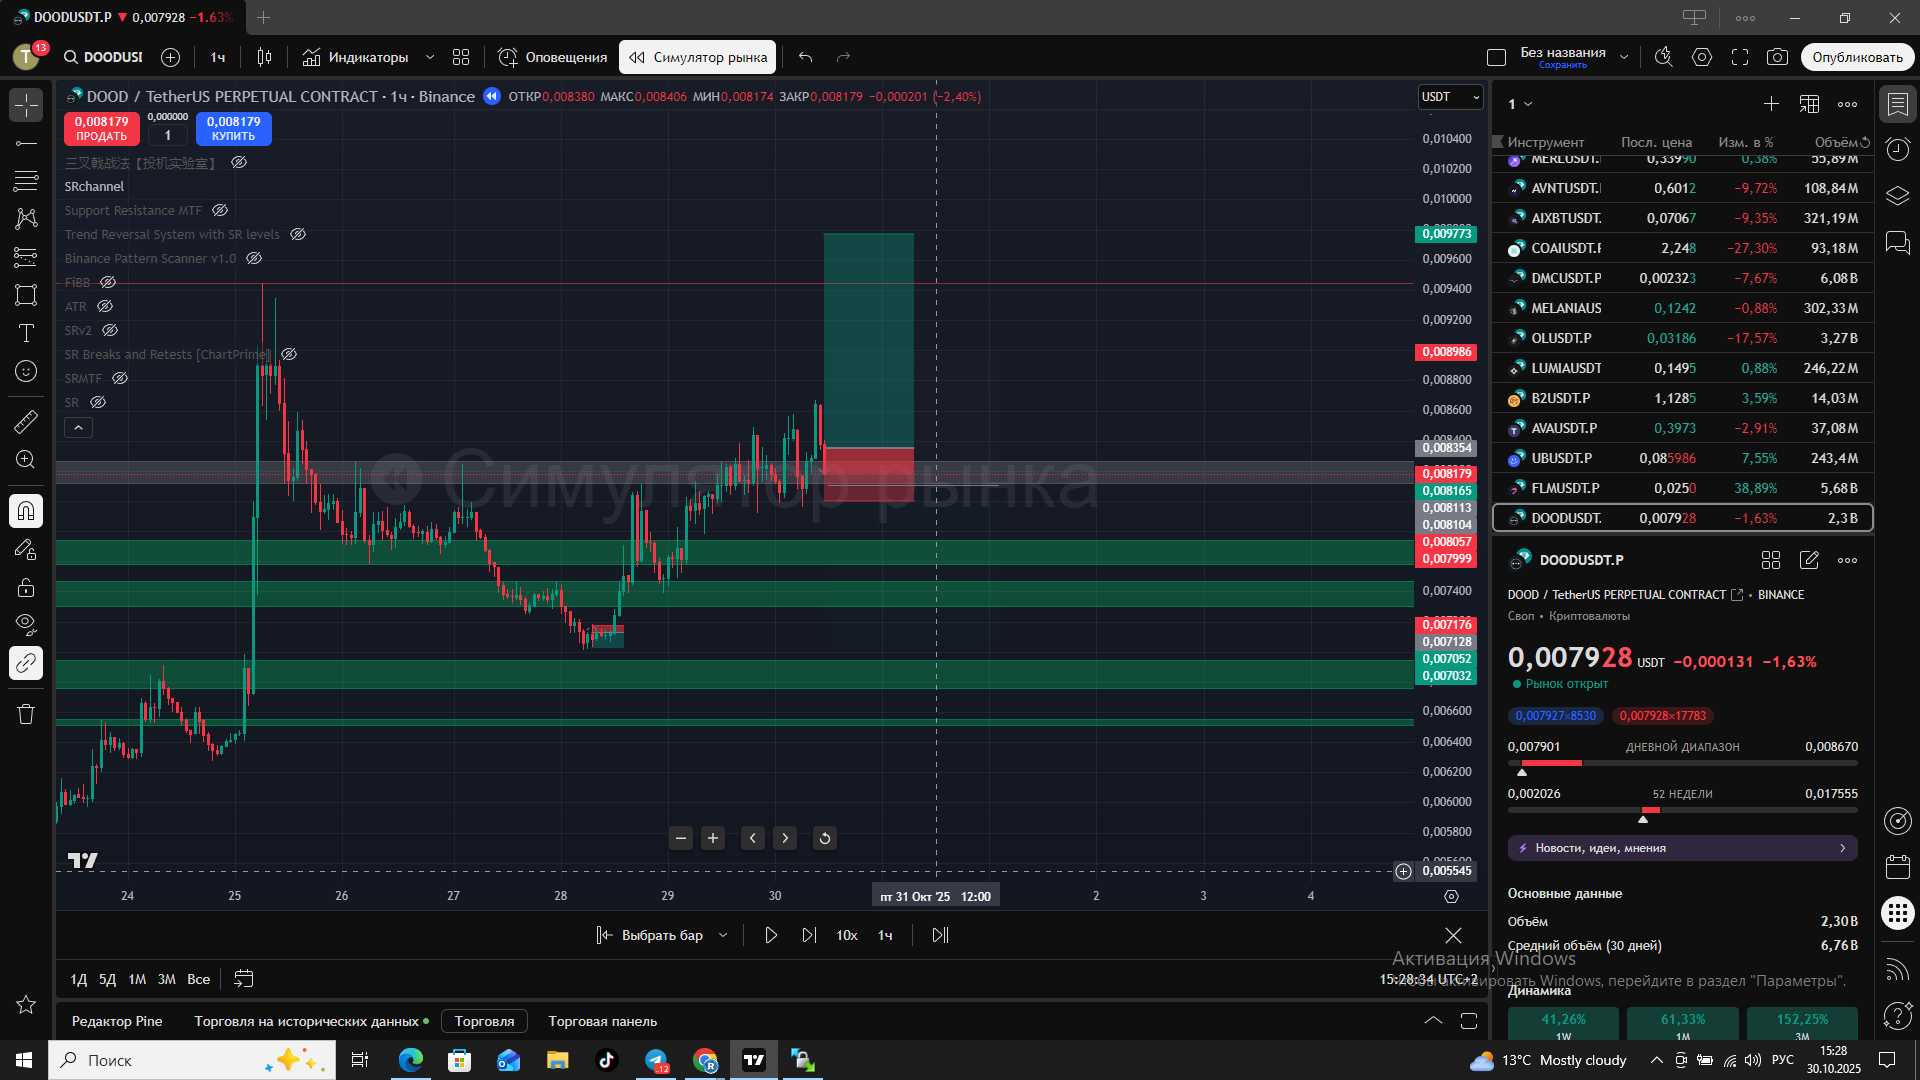 DOODUSDT.P ▼ 0,007928 −1.63%
T 13 DOODUSI 1ч Индикаторы Оповещения Симулятор рынка Без названия Сохранить Опубликовать
DOOD / TetherUS PERPETUAL CONTRACT · 1ч · Binance ОТКР0,008380 МАКС0,008406 МИН0,008174 ЗАКР0,008179 −0,000201 (−2,40%)
0,008179 ПРОДАТЬ
0,000000
1
0,008179 КУПИТЬ
三叉戟战法【投机实验室】
SRchannel
Support Resistance MTF
Trend Reversal System with SR levels
Binance Pattern Scanner v1.0
FiBB
ATR
SRv2
SR Breaks and Retests [ChartPrime]
SRMTF
SR
Симулятор рынка
USDT
0,010400
0,010200
0,010000
0,009773
0,009600
0,009400
0,009200
0,008986
0,008800
0,008600
0,008400
0,008354
0,008179
0,008165
0,008113
0,008104
0,008057
0,007999
0,007400
0,007176
0,007128
0,007052
0,007032
0,006600
0,006400
0,006200
0,006000
0,005800
0,005600
0,005545
24 25 26 27 28 29 30 пт 31 Окт '25 12:00 2 3 4
Выбрать бар 10x 1ч
1Д 5Д 1М 3М Все
15:28:34 UTC+2
Редактор Pine Торговля на исторических данных Торговля Торговая панель
1
Инструмент Посл. цена Изм. в % Объём
MERLUSDT.I 0,33990 0,38% 55,89 M
AVNTUSDT. 0,6012 −9,72% 108,84 M
AIXBTUSDT. 0,07067 −9,35% 321,19 M
COAIUSDT.F 2,248 −27,30% 93,18 M
DMCUSDT.P 0,002323 −7,67% 6,08 B
MELANIAUS 0,1242 −0,88% 302,33 M
OLUSDT.P 0,03186 −17,57% 3,27 B
LUMIAUSDT 0,1495 0,88% 246,22 M
B2USDT.P 1,1285 3,59% 14,03 M
AVAUSDT.P 0,3973 −2,91% 37,08 M
UBUSDT.P 0,085986 7,55% 243,4 M
FLMUSDT.P 0,0250 38,89% 5,68 B
DOODUSDT. 0,007928 −1,63% 2,3 B
DOODUSDT.P
DOOD / TetherUS PERPETUAL CONTRACT • BINANCE
Своп • Криптовалюты
0,007928 USDT −0,000131 −1,63%
Рынок открыт
0,007927×8530 0,007928×17783
0,007901 ДНЕВНОЙ ДИАПАЗОН 0,008670
0,002026 52 НЕДЕЛИ 0,017555
Новости, идеи, мнения
Основные данные
Объём 2,30 B
Средний объём (30 дней) 6,76 B
Динамика
41,26% 61,33% 152,25%
1W 1M 3M
Активация Windows
Чтобы активировать Windows, перейдите в раздел "Параметры".
Поиск 12 R 13°C Mostly cloudy РУС 15:28
30.10.2025